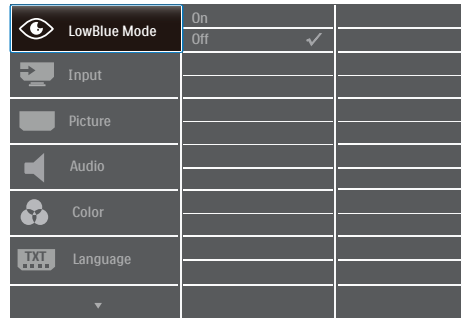 LowBlue Mode
On
Off
Input
Picture
Audio
Color
TXT
Language